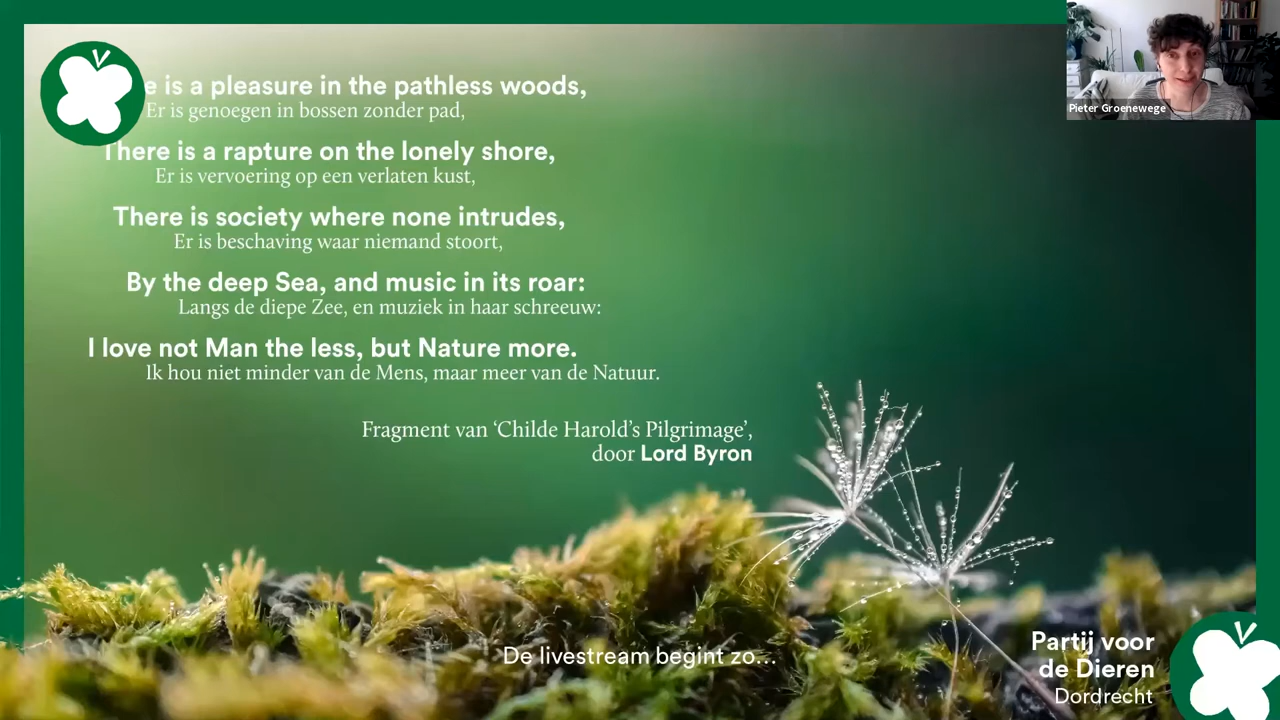 e is a pleasure in the pathless woods,
Er is genoegen in bossen zonder pad,
There is a rapture on the lonely shore,
Er is vervoering op een verlaten kust,
There is society where none intrudes,
Er is beschaving waar niemand stoort,
By the deep Sea, and music in its roar:
Langs de diepe Zee, en muziek in haar schreeuw:
I love not Man the less, but Nature more.
Ik hou niet minder van de Mens, maar meer van de Natuur.
Fragment van ‘Childe Harold’s Pilgrimage’,
door Lord Byron
De livestream begint zo...
Partij voor
de Dieren
Dordrecht
Pieter Groenewege